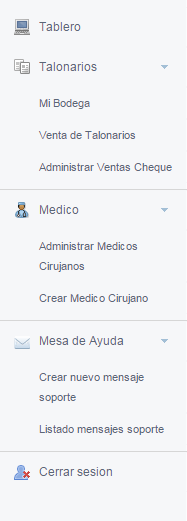 Tablero
Talonarios
Mi Bodega
Venta de Talonarios
Administrar Ventas Cheque
Medico
Administrar Medicos
Cirujanos
Crear Medico Cirujano
Mesa de Ayuda
Crear nuevo mensaje
soporte
Listado mensajes soporte
Cerrar sesion